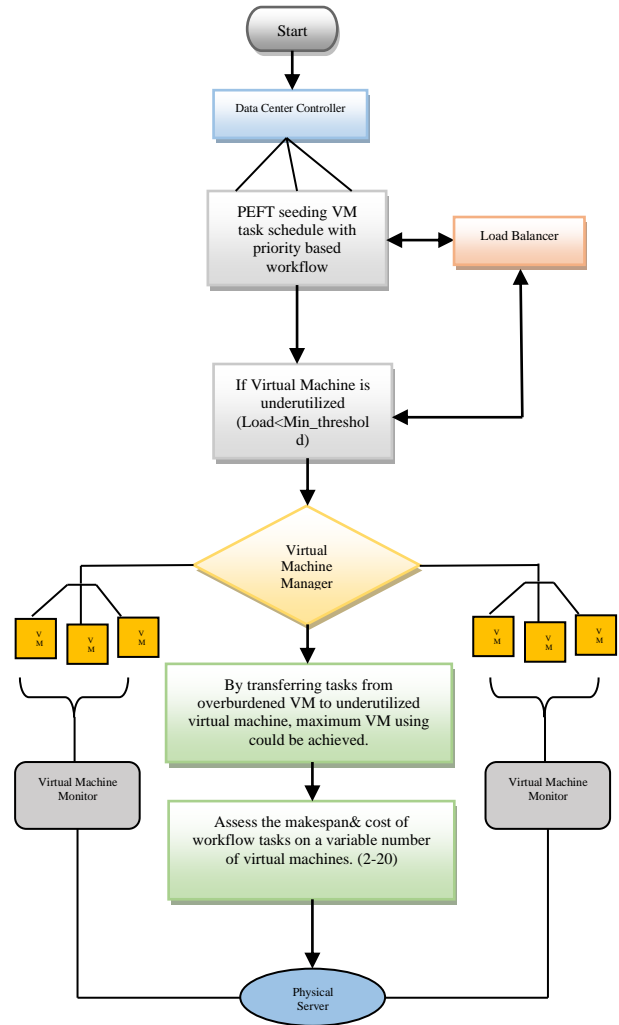 Start
Data Center Controller
PEFT seeding VM
task schedule with
priority based
workflow
Load Balancer
If Virtual Machine is
underutilized
(Load<Min_threshol
d)
Virtual
Machine
Manager
V
M
V
M
V
M
V
M
V
M
V
M
By transferring tasks from
overburdened VM to underutilized
virtual machine, maximum VM using
could be achieved.
Virtual Machine
Monitor
Virtual Machine
Monitor
Assess the makespan& cost of
workflow tasks on a variable number
of virtual machines. (2-20)
Physical
Server